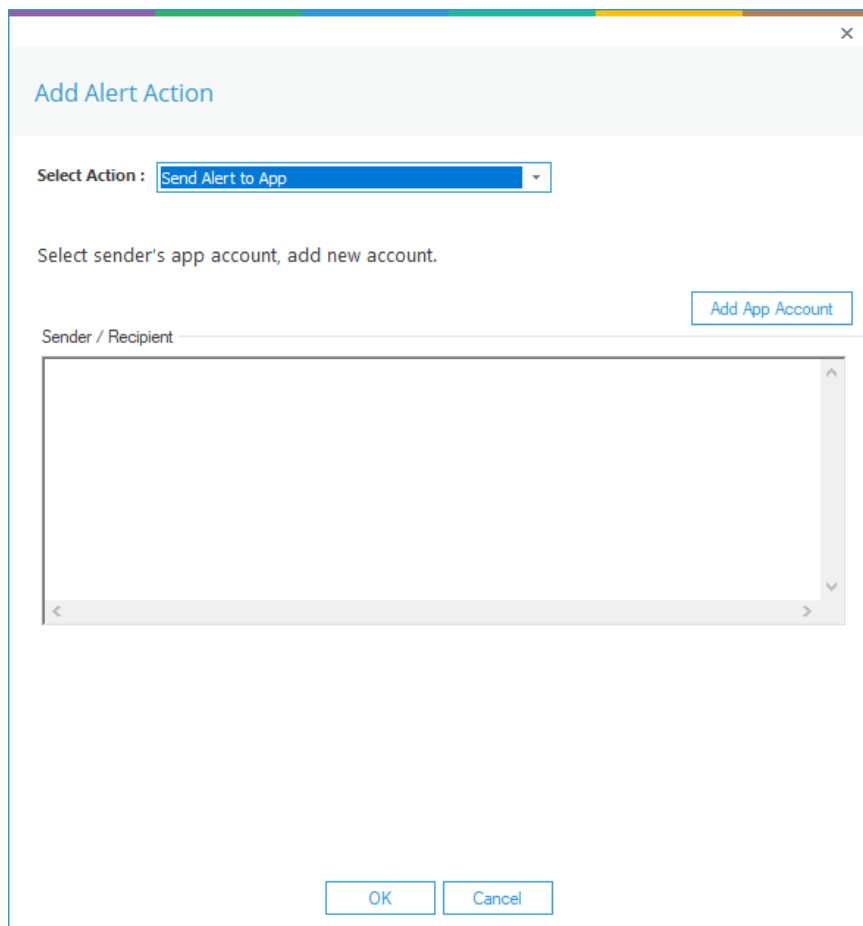 Add Alert Action
Select Action : Send Alert to App
Select sender's app account, add new account.
Add App Account
Sender / Recipient
OK Cancel